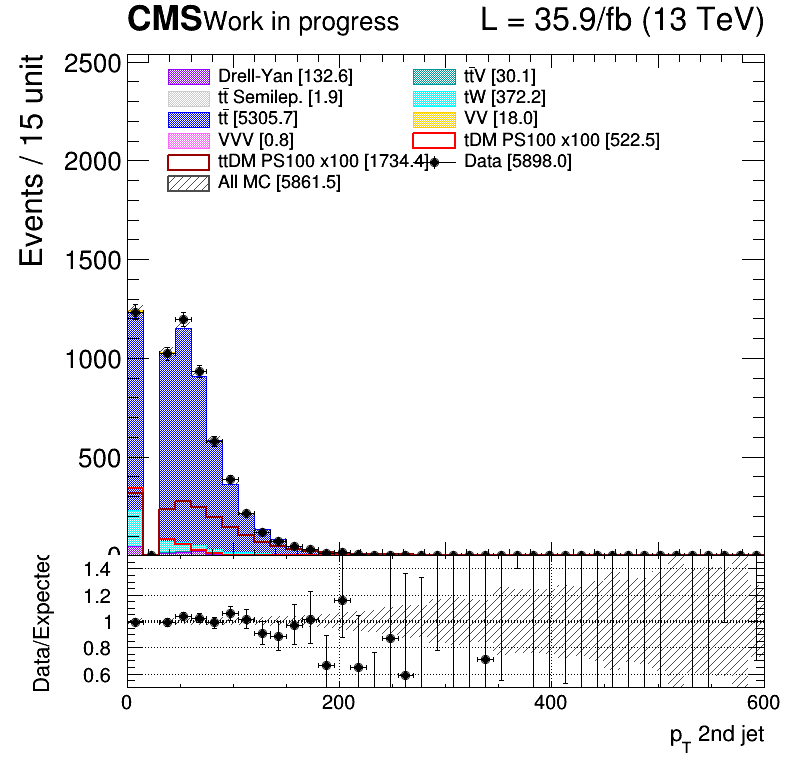 CMS Work in progress L = 35.9/fb (13 TeV)
Events / 15 unit
2500
2000
1500
1000
500
0
Drell-Yan [132.6]
tt̄ Semilep. [1.9]
tt̄ [5305.7]
VVV [0.8]
ttDM PS100 x100 [1734.4]
All MC [5861.5]
tt̄V [30.1]
tW [372.2]
VV [18.0]
tDM PS100 x100 [522.5]
Data [5898.0]
Data/Expected
1.4
1.2
1
0.8
0.6
0 200 400 600
p_T 2nd jet